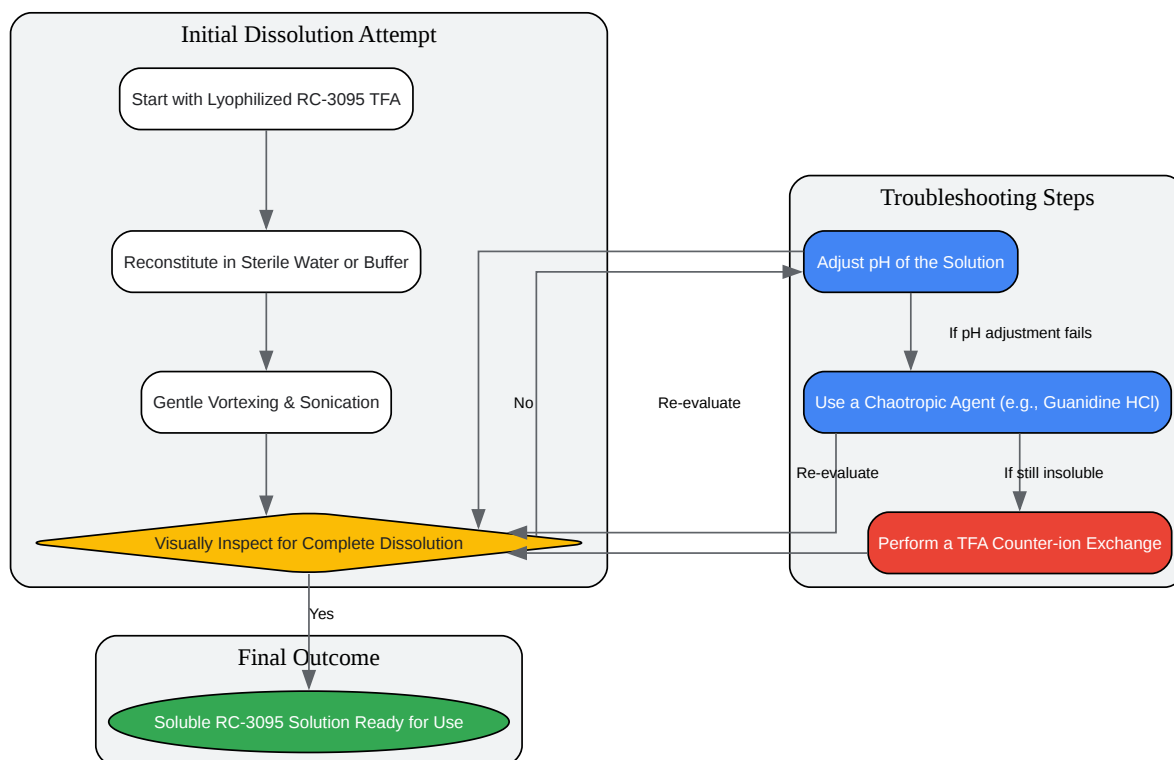 Initial Dissolution Attempt
Start with Lyophilized RC-3095 TFA
Reconstitute in Sterile Water or Buffer
Gentle Vortexing & Sonication
Visually Inspect for Complete Dissolution
No
Re-evaluate
Troubleshooting Steps
Adjust pH of the Solution
If pH adjustment fails
Use a Chaotropic Agent (e.g., Guanidine HCl)
Re-evaluate
If still insoluble
Perform a TFA Counter-ion Exchange
Yes
Final Outcome
Soluble RC-3095 Solution Ready for Use